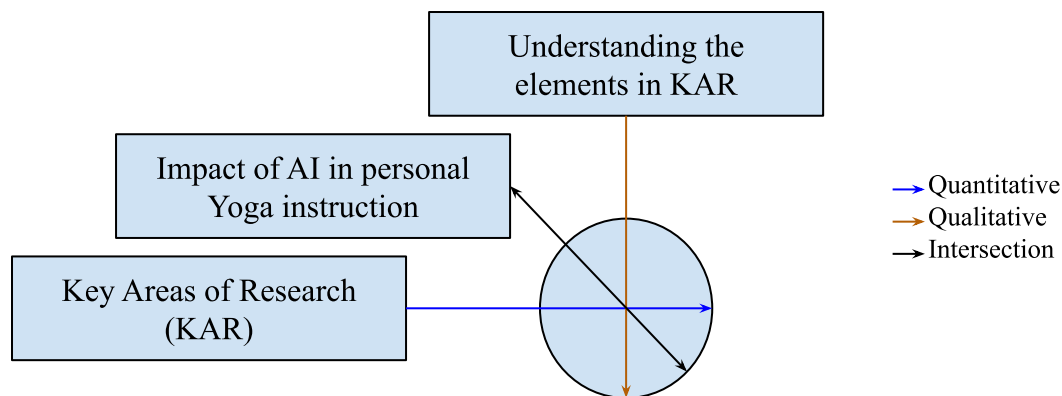 Understanding the
elements in KAR
Impact of AI in personal
Yoga instruction
Key Areas of Research
(KAR)
Quantitative
Qualitative
Intersection